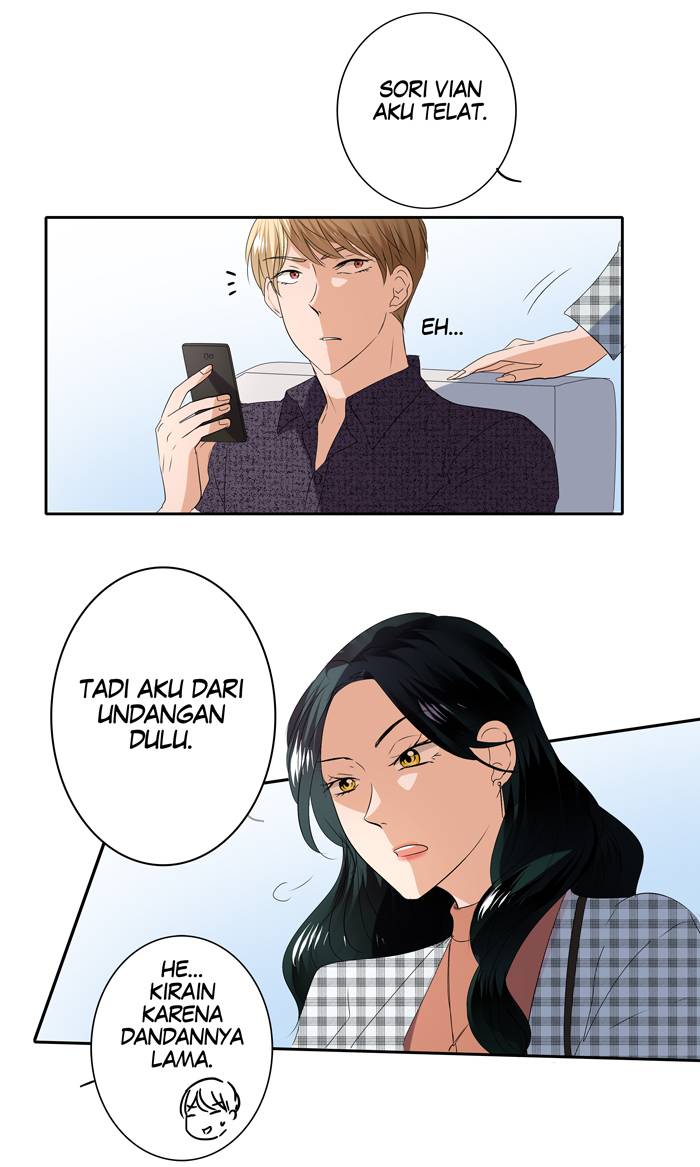 SORI VIAN
AKU TELAT.
EH...
TADI AKU DARI
UNDANGAN
DULU.
HE...
KIRAIN
KARENA
DANDANNYA
LAMA.